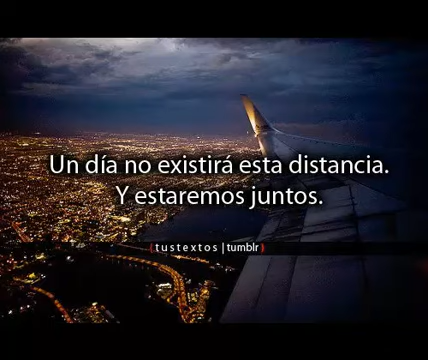 Un día no existirá esta distancia.
Y estaremos juntos.
( tustextos | tumblr )